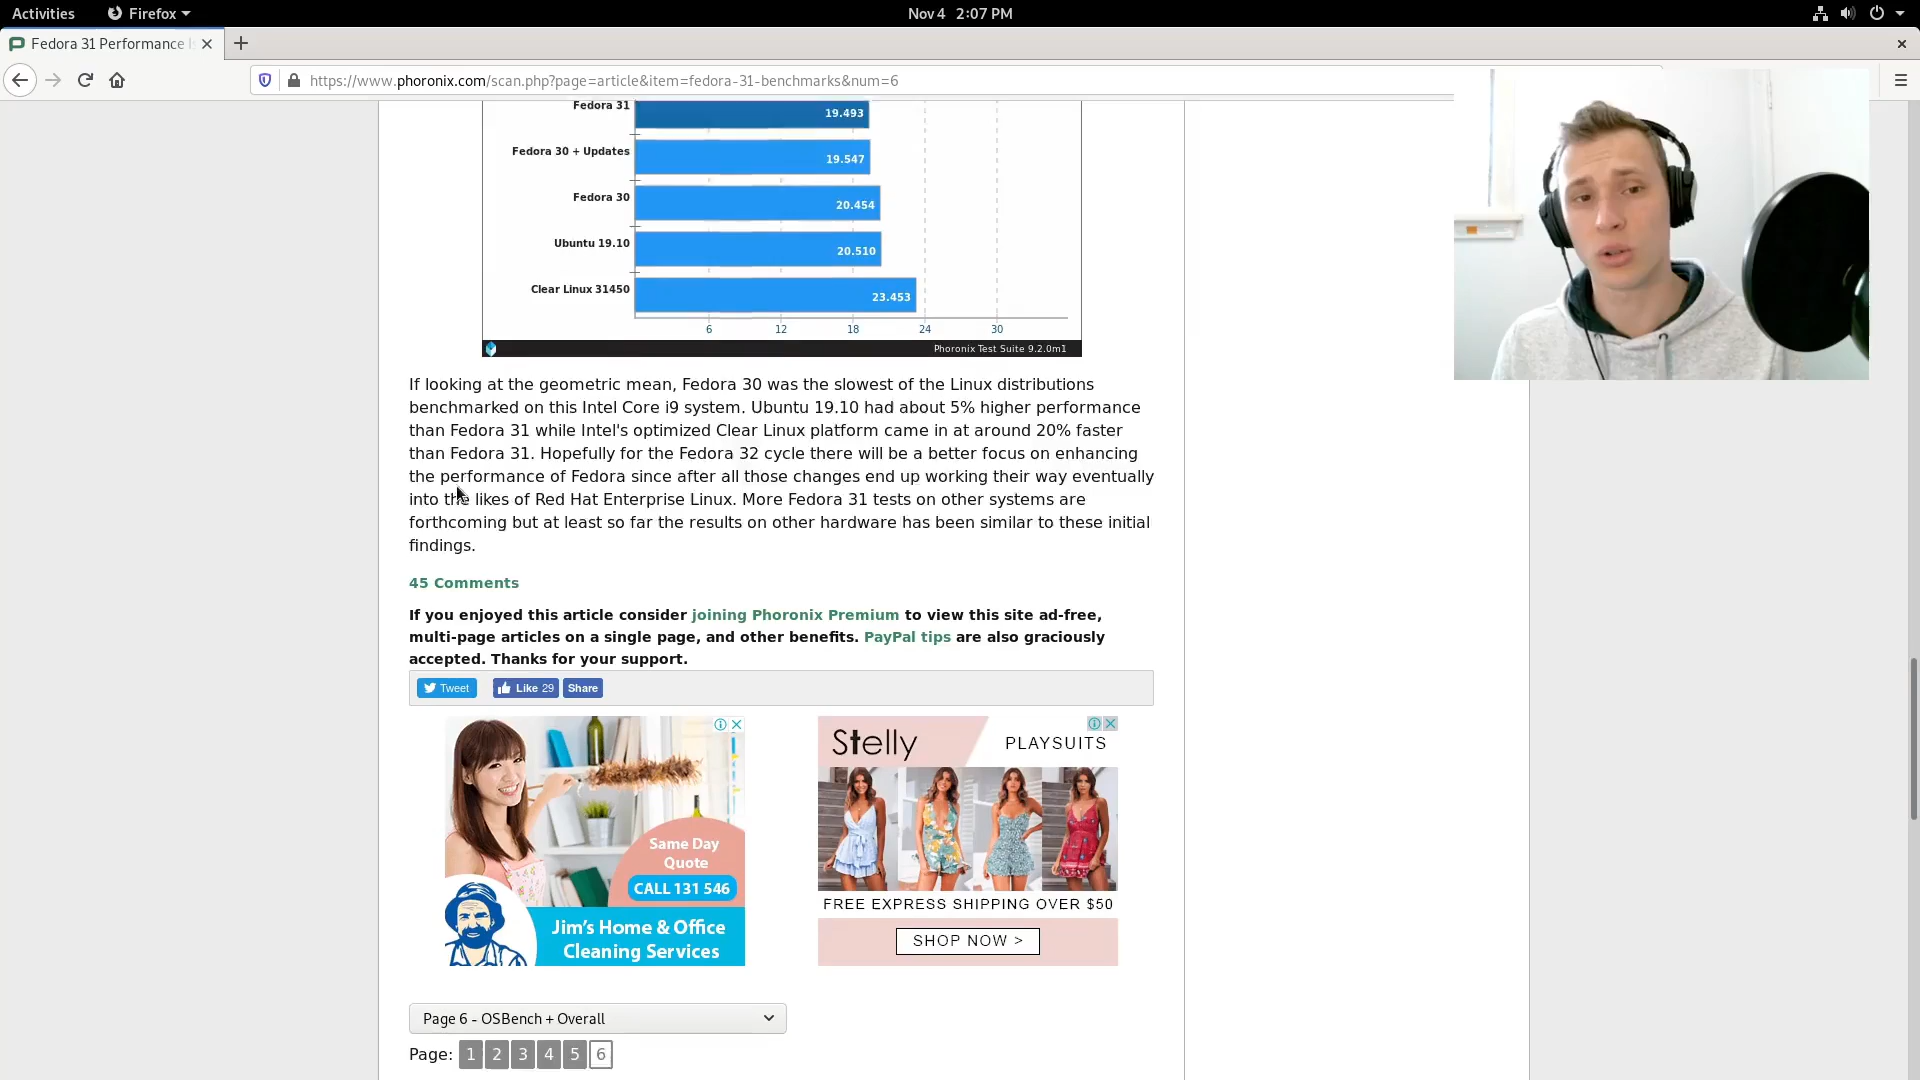 Activities
Firefox
Nov 4 2:07 PM
Fedora 31 Performance
https://www.phoronix.com/scan.php?page=article&item=fedora-31-benchmarks&num=6
Fedora 31
19.493
Fedora 30 + Updates
19.547
Fedora 30
20.454
Ubuntu 19.10
20.510
Clear Linux 31450
23.453
6 12 18 24 30
Phoronix Test Suite 9.2.0m1
If looking at the geometric mean, Fedora 30 was the slowest of the Linux distributions
benchmarked on this Intel Core i9 system. Ubuntu 19.10 had about 5% higher performance
than Fedora 31 while Intel's optimized Clear Linux platform came in at around 20% faster
than Fedora 31. Hopefully for the Fedora 32 cycle there will be a better focus on enhancing
the performance of Fedora since after all those changes end up working their way eventually
into the likes of Red Hat Enterprise Linux. More Fedora 31 tests on other systems are
forthcoming but at least so far the results on other hardware has been similar to these initial
findings.
45 Comments
If you enjoyed this article consider joining Phoronix Premium to view this site ad-free,
multi-page articles on a single page, and other benefits. PayPal tips are also graciously
accepted. Thanks for your support.
Tweet
Like 29
Share
Same Day
Quote
CALL 131 546
Jim's Home & Office
Cleaning Services
Stelly
PLAYSUITS
FREE EXPRESS SHIPPING OVER $50
SHOP NOW >
Page 6 - OSBench + Overall
Page: 1 2 3 4 5 6